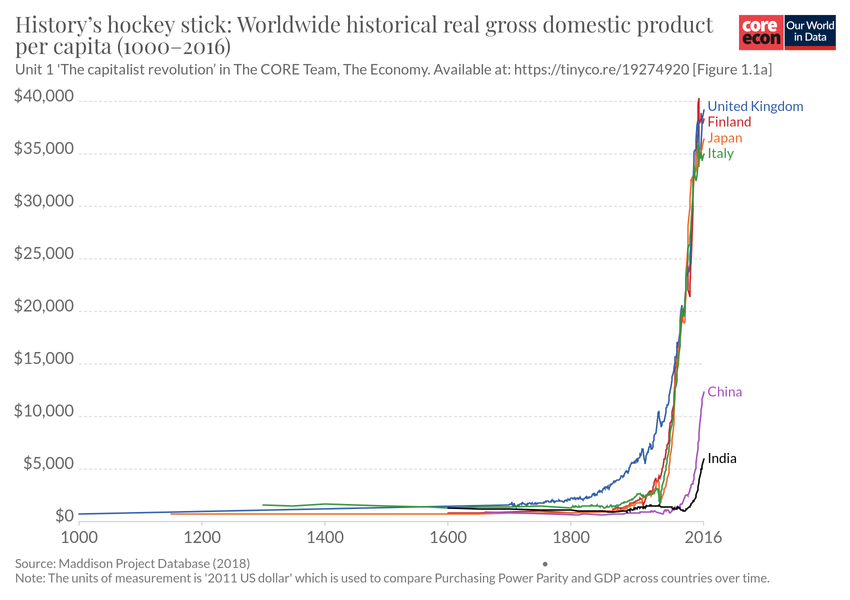 History's hockey stick: Worldwide historical real gross domestic product
per capita (1000–2016)
core
econ
Our World
in Data
Unit 1 'The capitalist revolution' in The CORE Team, The Economy. Available at: https://tinyco.re/19274920 [Figure 1.1a]
$40,000
$35,000
$30,000
$25,000
$20,000
$15,000
$10,000
$5,000
$0
United Kingdom
Finland
Japan
Italy
China
India
1000
1200
1400
1600
1800
2016
Source: Maddison Project Database (2018)
Note: The units of measurement is '2011 US dollar' which is used to compare Purchasing Power Parity and GDP across countries over time.